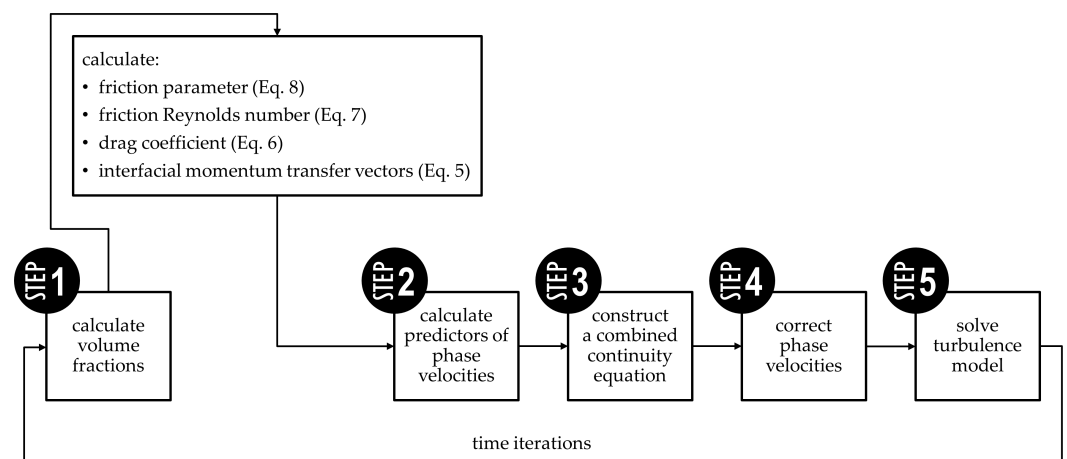 calculate:
• friction parameter (Eq. 8)
• friction Reynolds number (Eq. 7)
• drag coefficient (Eq. 6)
• interfacial momentum transfer vectors (Eq. 5)
STEP 1
calculate
volume
fractions
STEP 2
calculate
predictors of
phase
velocities
STEP 3
construct
a combined
continuity
equation
STEP 4
correct
phase
velocities
STEP 5
solve
turbulence
model
time iterations